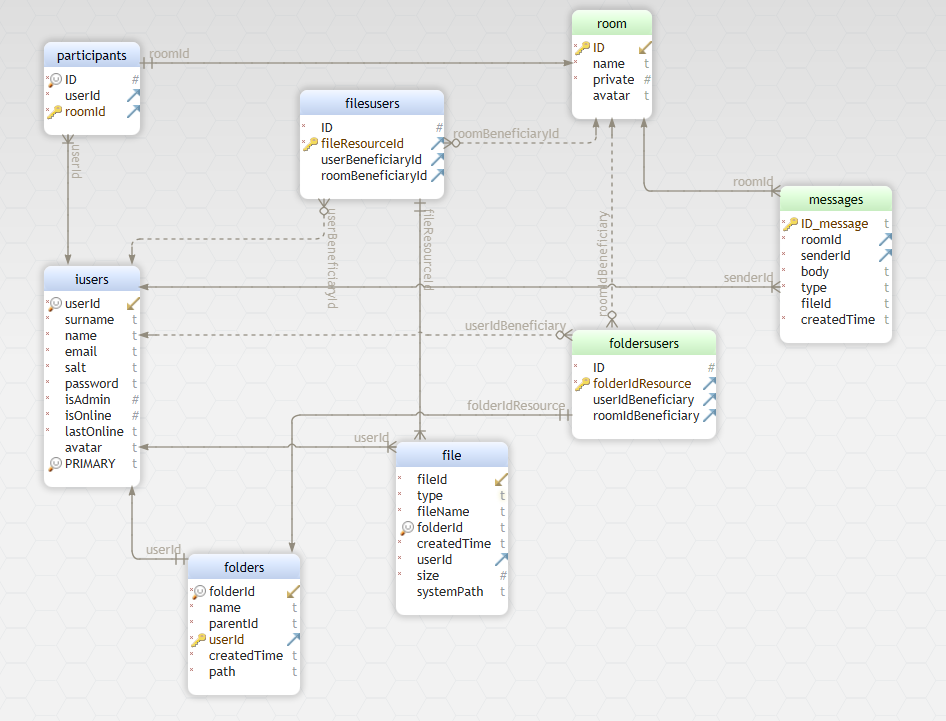 room
ID
name t
private #
avatar t
participants
ID #
userId
roomId
roomId
userId
filesusers
ID #
fileResourceId
userBeneficiaryId
roomBeneficiaryId
roomBeneficiaryId
userBeneficiaryId
fileResourceId
roomIdBeneficiary
roomId
messages
ID_message t
roomId
senderId
body t
type t
fileId t
createdTime t
senderId
iusers
userId
surname t
name t
email t
salt t
password t
isAdmin #
isOnline #
lastOnline t
avatar t
PRIMARY t
userIdBeneficiary
foldersusers
ID #
folderIdResource
userIdBeneficiary
roomIdBeneficiary
folderIdResource
userId
file
fileId
type t
fileName t
folderId t
createdTime t
userId
size #
systemPath t
userId
folders
folderId
name t
parentId t
userId
createdTime t
path t